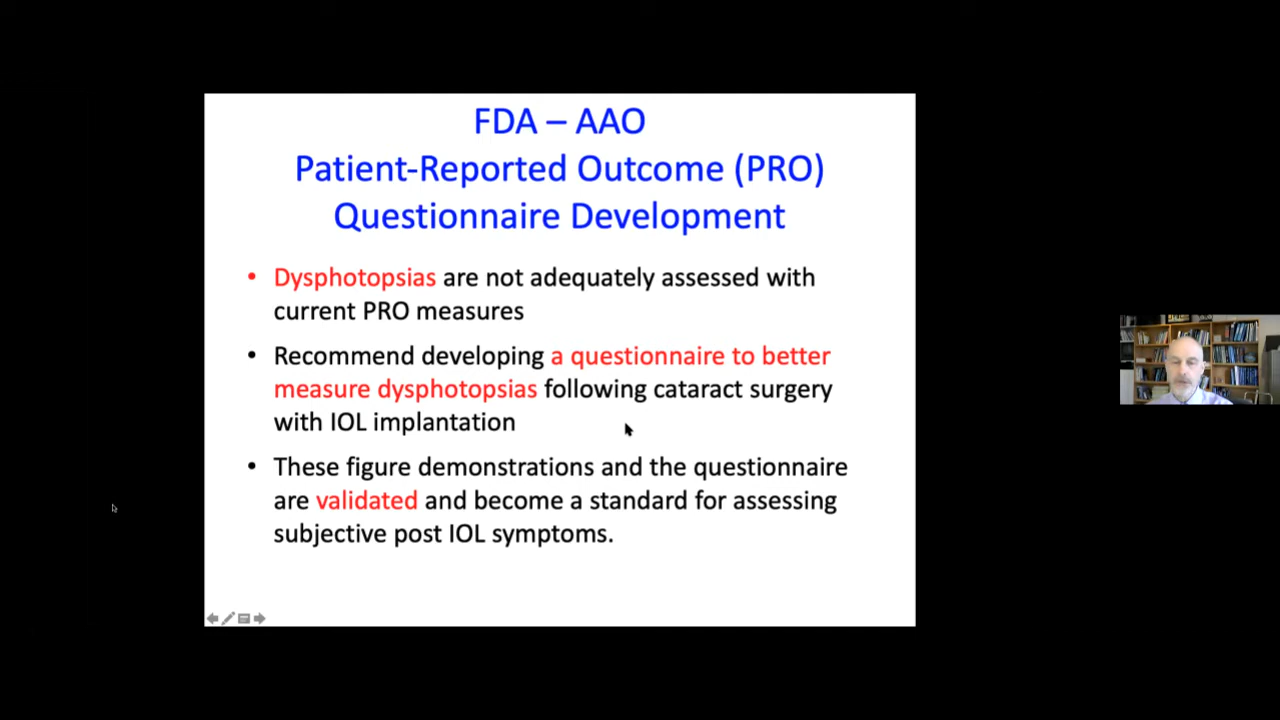 FDA – AAO
Patient-Reported Outcome (PRO)
Questionnaire Development
• Dysphotopsias are not adequately assessed with
current PRO measures
• Recommend developing a questionnaire to better
measure dysphotopsias following cataract surgery
with IOL implantation
• These figure demonstrations and the questionnaire
are validated and become a standard for assessing
subjective post IOL symptoms.